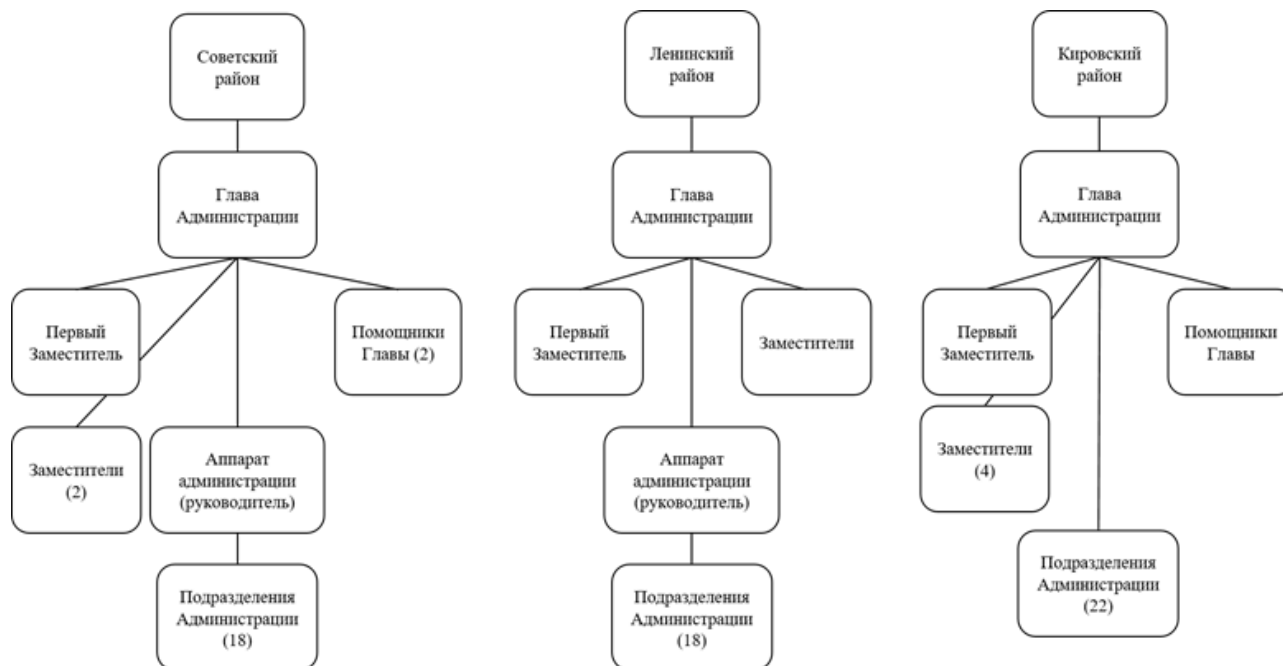 Советский
район
Глава
Администрации
Первый
Заместитель
Помощники
Главы (2)
Заместители
(2)
Аппарат
администрации
(руководитель)
Подразделения
Администрации
(18)
Ленинский
район
Глава
Администрации
Первый
Заместитель
Заместители
Аппарат
администрации
(руководитель)
Подразделения
Администрации
(18)
Кировский
район
Глава
Администрации
Первый
Заместитель
Помощники
Главы
Заместители
(4)
Подразделения
Администрации
(22)